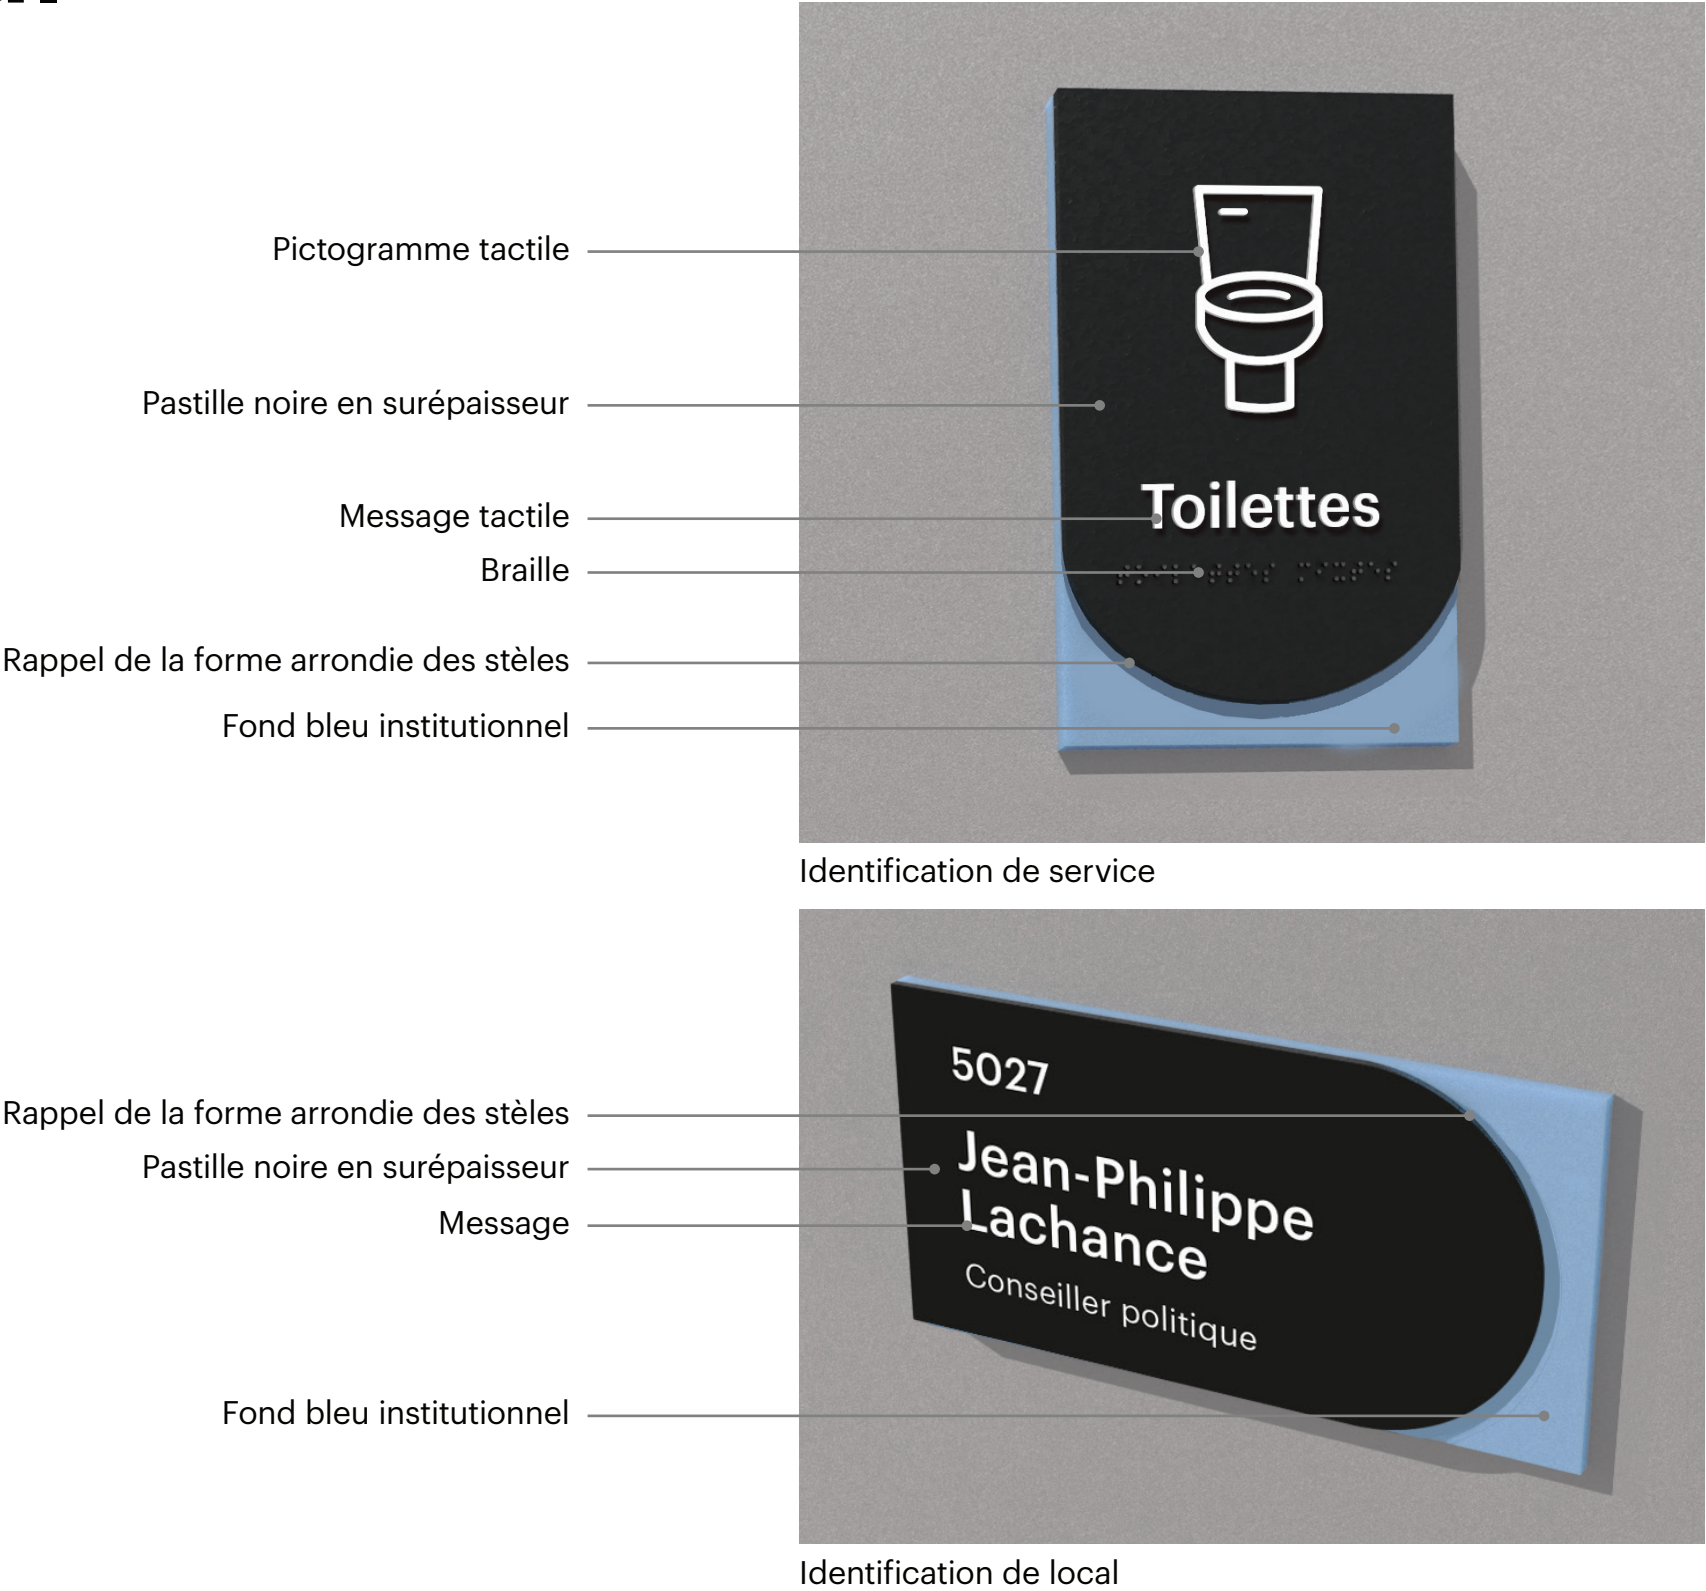 Pictogramme tactile
Pastille noire en surépaisseur
Message tactile
Braille
Rappel de la forme arrondie des stèles
Fond bleu institutionnel
Toilettes
Identification de service
Rappel de la forme arrondie des stèles
Pastille noire en surépaisseur
Message
Fond bleu institutionnel
5027
Jean-Philippe
Lachance
Conseiller politique
Identification de local